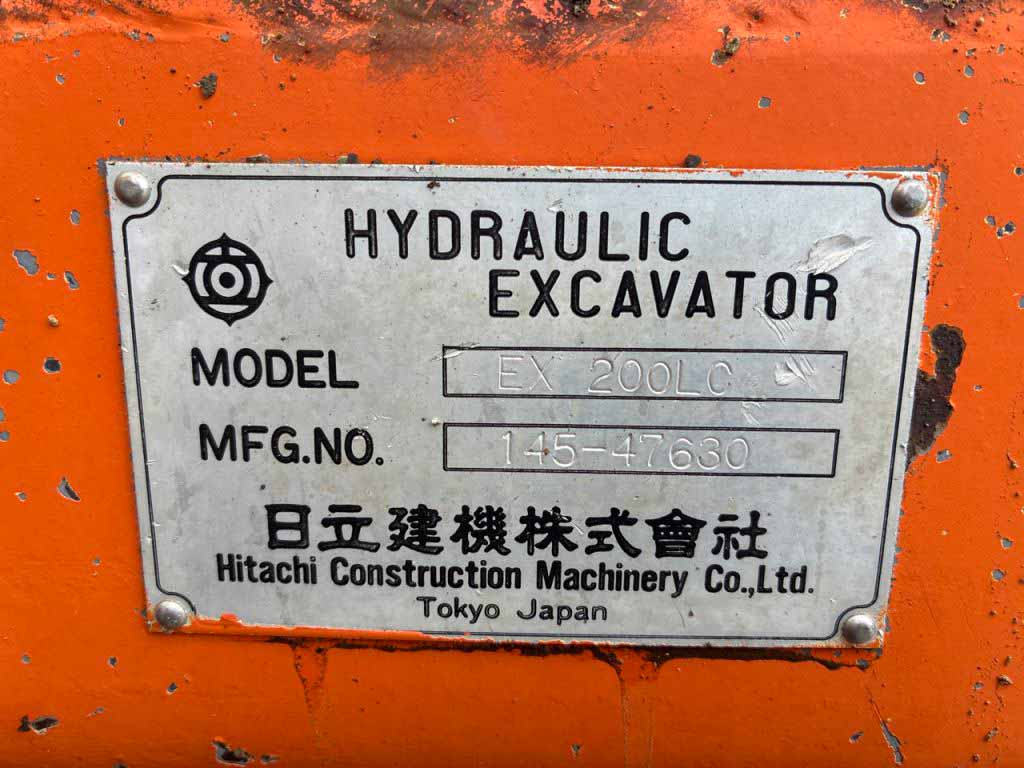 HYDRAULIC
EXCAVATOR
MODEL EX 200LC
MFG.NO. 145-47630
日立建機株式會社
Hitachi Construction Machinery Co.,Ltd.
Tokyo Japan